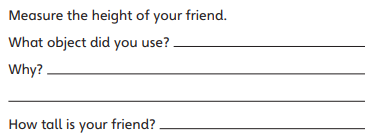 Measure the height of your friend.
What object did you use?
Why?
How tall is your friend?